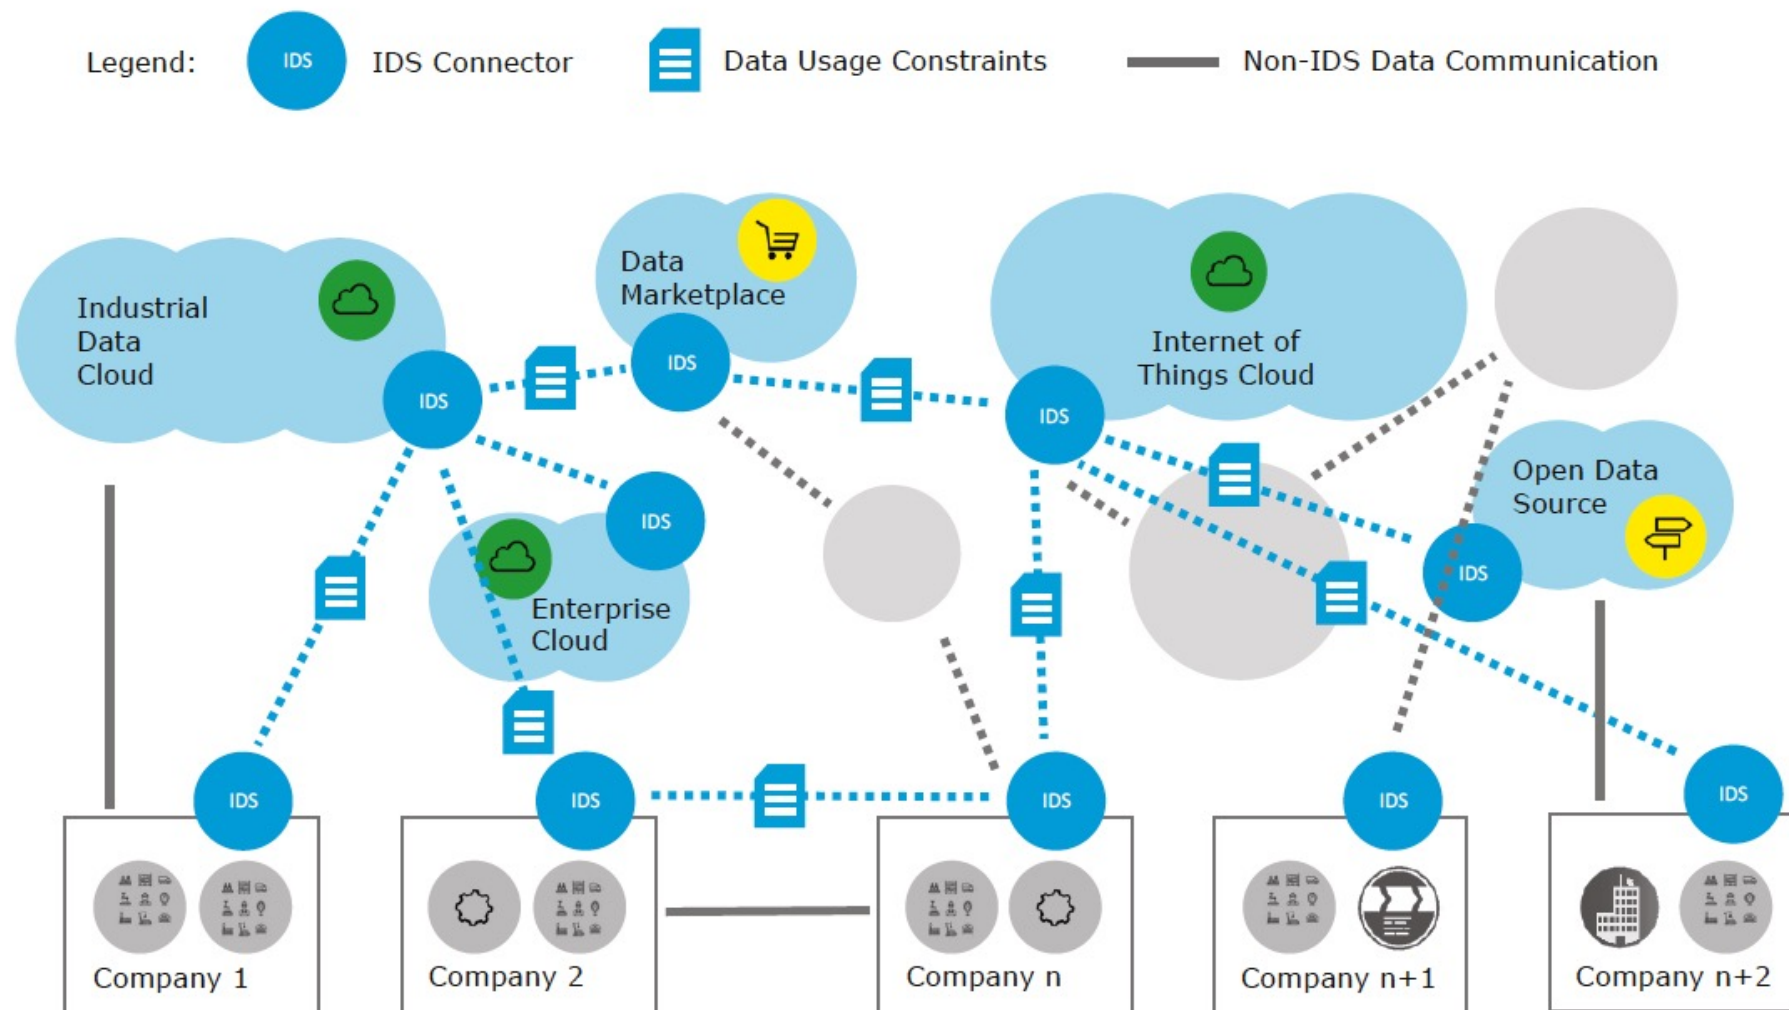 Legend:
IDS
IDS Connector
Data Usage Constraints
Non-IDS Data Communication
Industrial
Data
Cloud
IDS
Data
Marketplace
IDS
Internet of
Things Cloud
IDS
Open Data
Source
IDS
IDS
Enterprise
Cloud
IDS
IDS
IDS
IDS
IDS
Company 1
Company 2
Company n
Company n+1
Company n+2